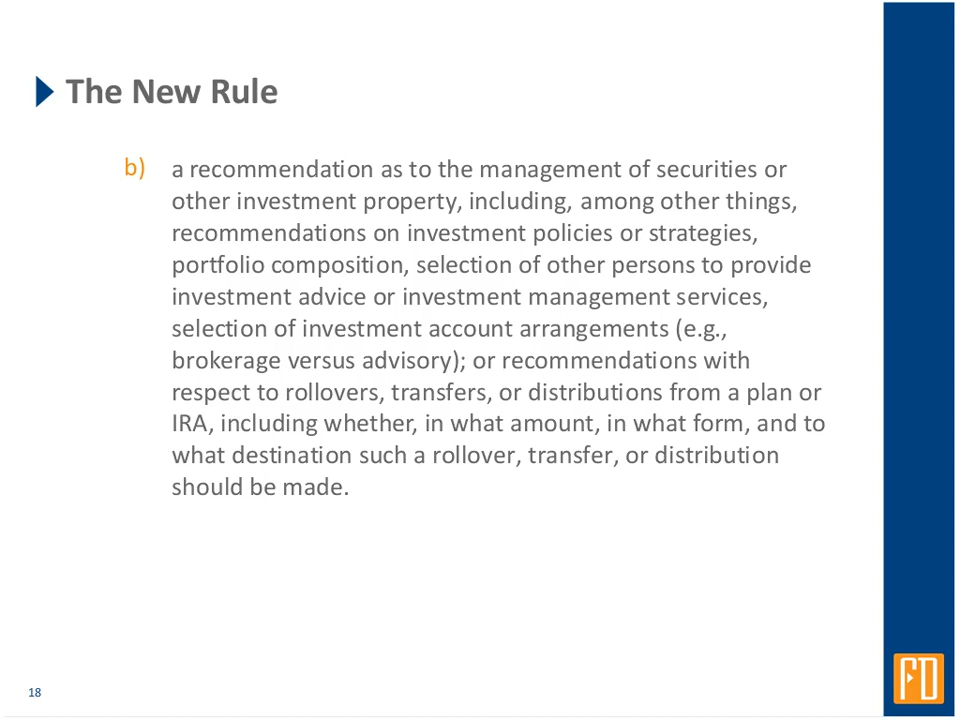 The New Rule
b) a recommendation as to the management of securities or
other investment property, including, among other things,
recommendations on investment policies or strategies,
portfolio composition, selection of other persons to provide
investment advice or investment management services,
selection of investment account arrangements (e.g.,
brokerage versus advisory); or recommendations with
respect to rollovers, transfers, or distributions from a plan or
IRA, including whether, in what amount, in what form, and to
what destination such a rollover, transfer, or distribution
should be made.
18
FD